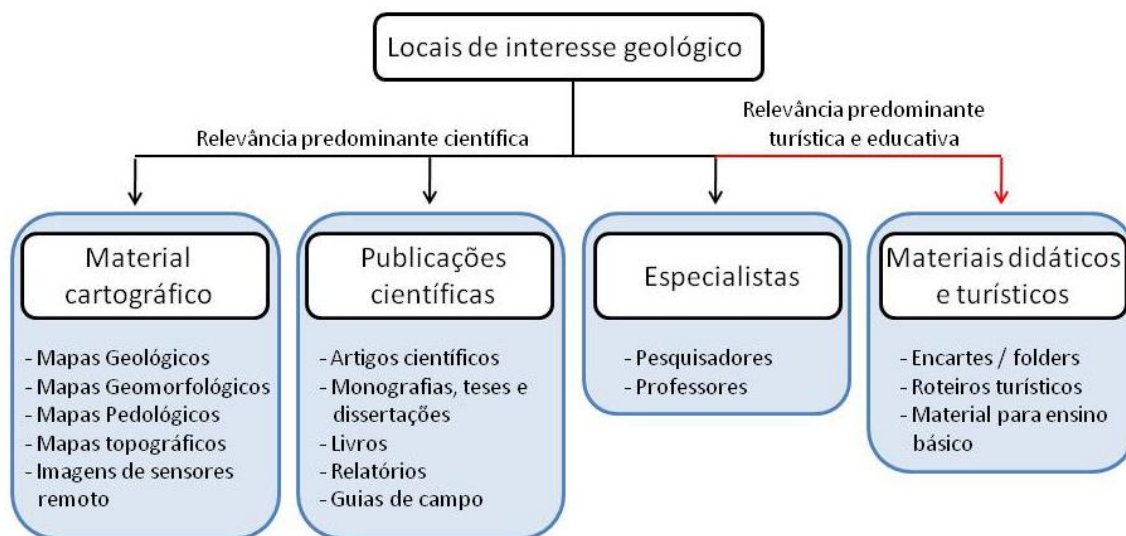 Locais de interesse geológico
Relevância predominante científica
Relevância predominante
turística e educativa
Material
cartográfico
- Mapas Geológicos
- Mapas Geomorfológicos
- Mapas Pedológicos
- Mapas topográficos
- Imagens de sensores
remoto
Publicações
científicas
- Artigos científicos
- Monografias, teses e
dissertações
- Livros
- Relatórios
- Guias de campo
Especialistas
- Pesquisadores
- Professores
Materiais didáticos
e turísticos
- Encartes / folders
- Roteiros turísticos
- Material para ensino
básico